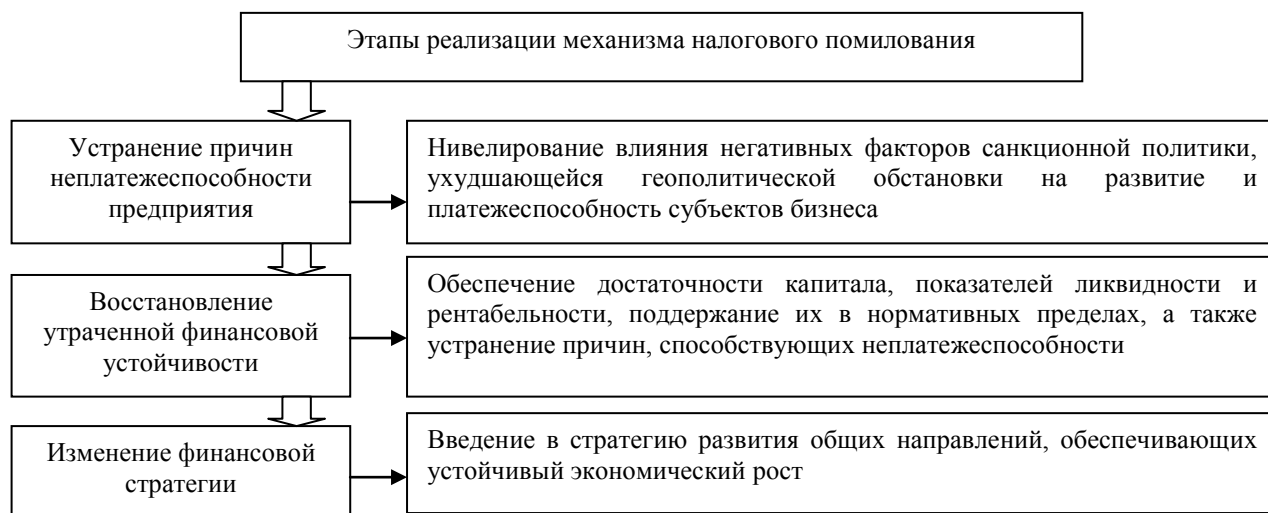 Этапы реализации механизма налогового помилования
Устранение причин
неплатежеспособности
предприятия
Нивелирование влияния негативных факторов санкционной политики,
ухудшающейся геополитической обстановки на развитие и
платежеспособность субъектов бизнеса
Восстановление
утраченной финансовой
устойчивости
Обеспечение достаточности капитала, показателей ликвидности и
рентабельности, поддержание их в нормативных пределах, а также
устранение причин, способствующих неплатежеспособности
Изменение финансовой
стратегии
Введение в стратегию развития общих направлений, обеспечивающих
устойчивый экономический рост